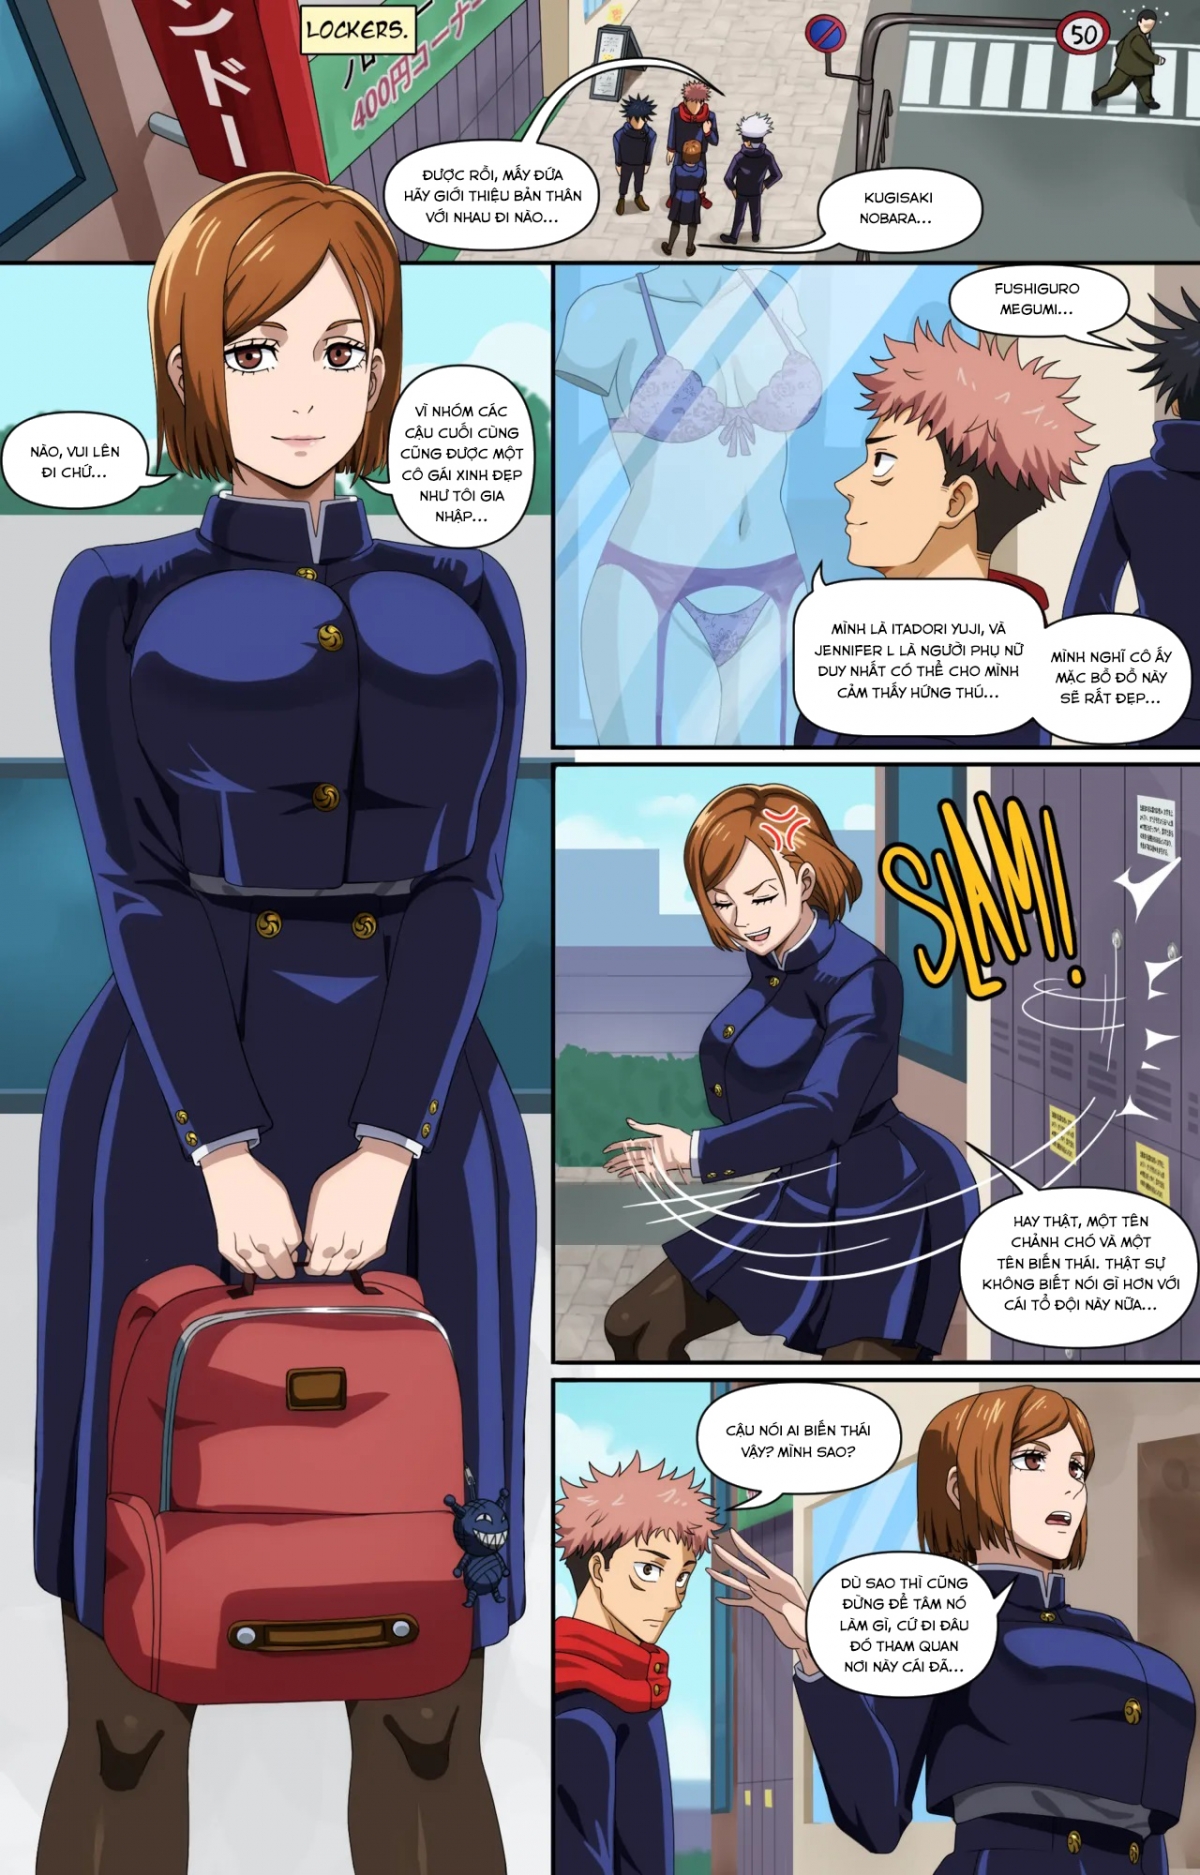 ンドー
LOCKERS.
400円コーナー
50
ĐƯỢC RỒI, MẤY ĐỨA
HÃY GIỚI THIỆU BẢN THÂN
VỚI NHAU ĐI NÀO...
KUGISAKI
NOBARA...
NÀO, VUI LÊN
ĐI CHỨ...
VÌ NHÓM CÁC
CẬU CUỐI CÙNG
CŨNG ĐƯỢC MỘT
CÔ GÁI XINH ĐẸP
NHƯ TÔI GIA
NHẬP...
FUSHIGURO
MEGUMI...
MÌNH LÀ ITADORI YUJI, VÀ
JENNIFER L LÀ NGƯỜI PHỤ NỮ
DUY NHẤT CÓ THỂ CHO MÌNH
CẢM THẤY HỨNG THÚ...
MÌNH NGHĨ CÔ ẤY
MẶC BỒ ĐỒ NÀY
SẼ RẤT ĐẸP...
SLAM!
HAY THẬT, MỘT TÊN
CHẢNH CHÓ VÀ MỘT
TÊN BIẾN THÁI. THẬT SỰ
KHÔNG BIẾT NÓI GÌ HƠN VỚI
CÁI TỔ ĐỘI NÀY NỮA...
CẬU NÓI AI BIẾN THÁI
VẬY? MÌNH SAO?
DÙ SAO THÌ CŨNG
ĐỪNG ĐỂ TÂM NÓ
LÀM GÌ, CỨ ĐI ĐÂU
ĐÓ THAM QUAN
NƠI NÀY CÁI ĐÃ...